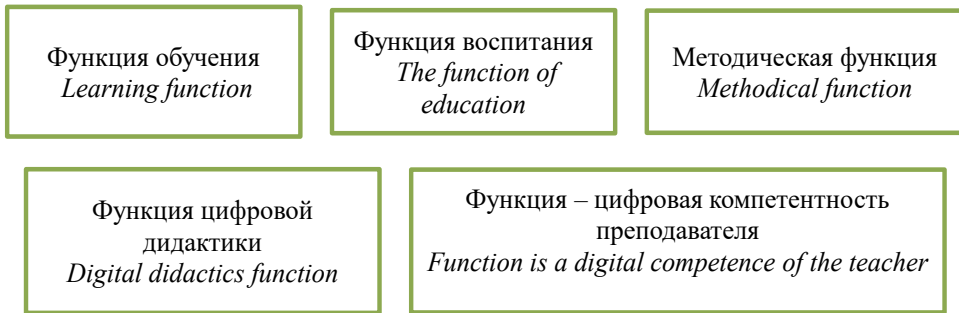 Функция обучения
Learning function
Функция воспитания
The function of
education
Методическая функция
Methodical function
Функция цифровой
дидактики
Digital didactics function
Функция – цифровая компетентность
преподавателя
Function is a digital competence of the teacher